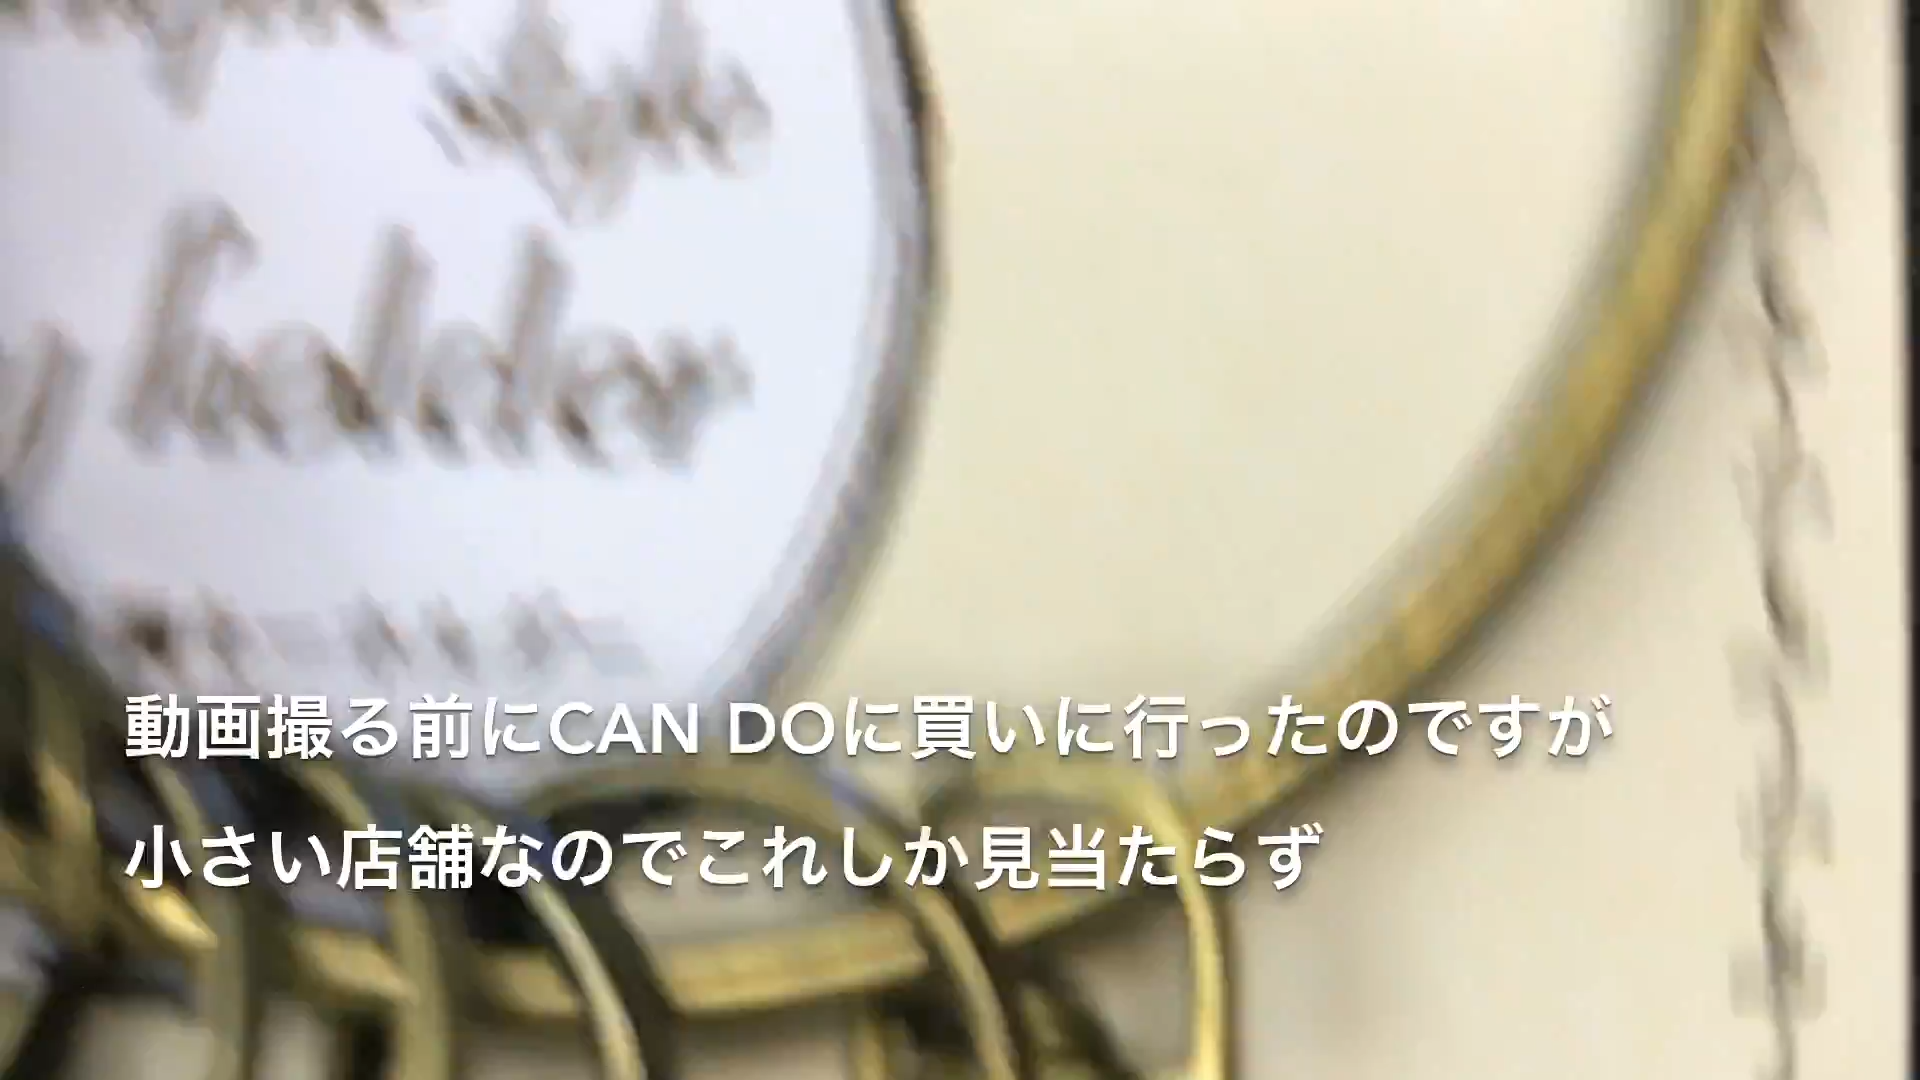 holder
動画撮る前にCAN DOに買いに行ったのですが
小さい店舗なのでこれしか見当たらず